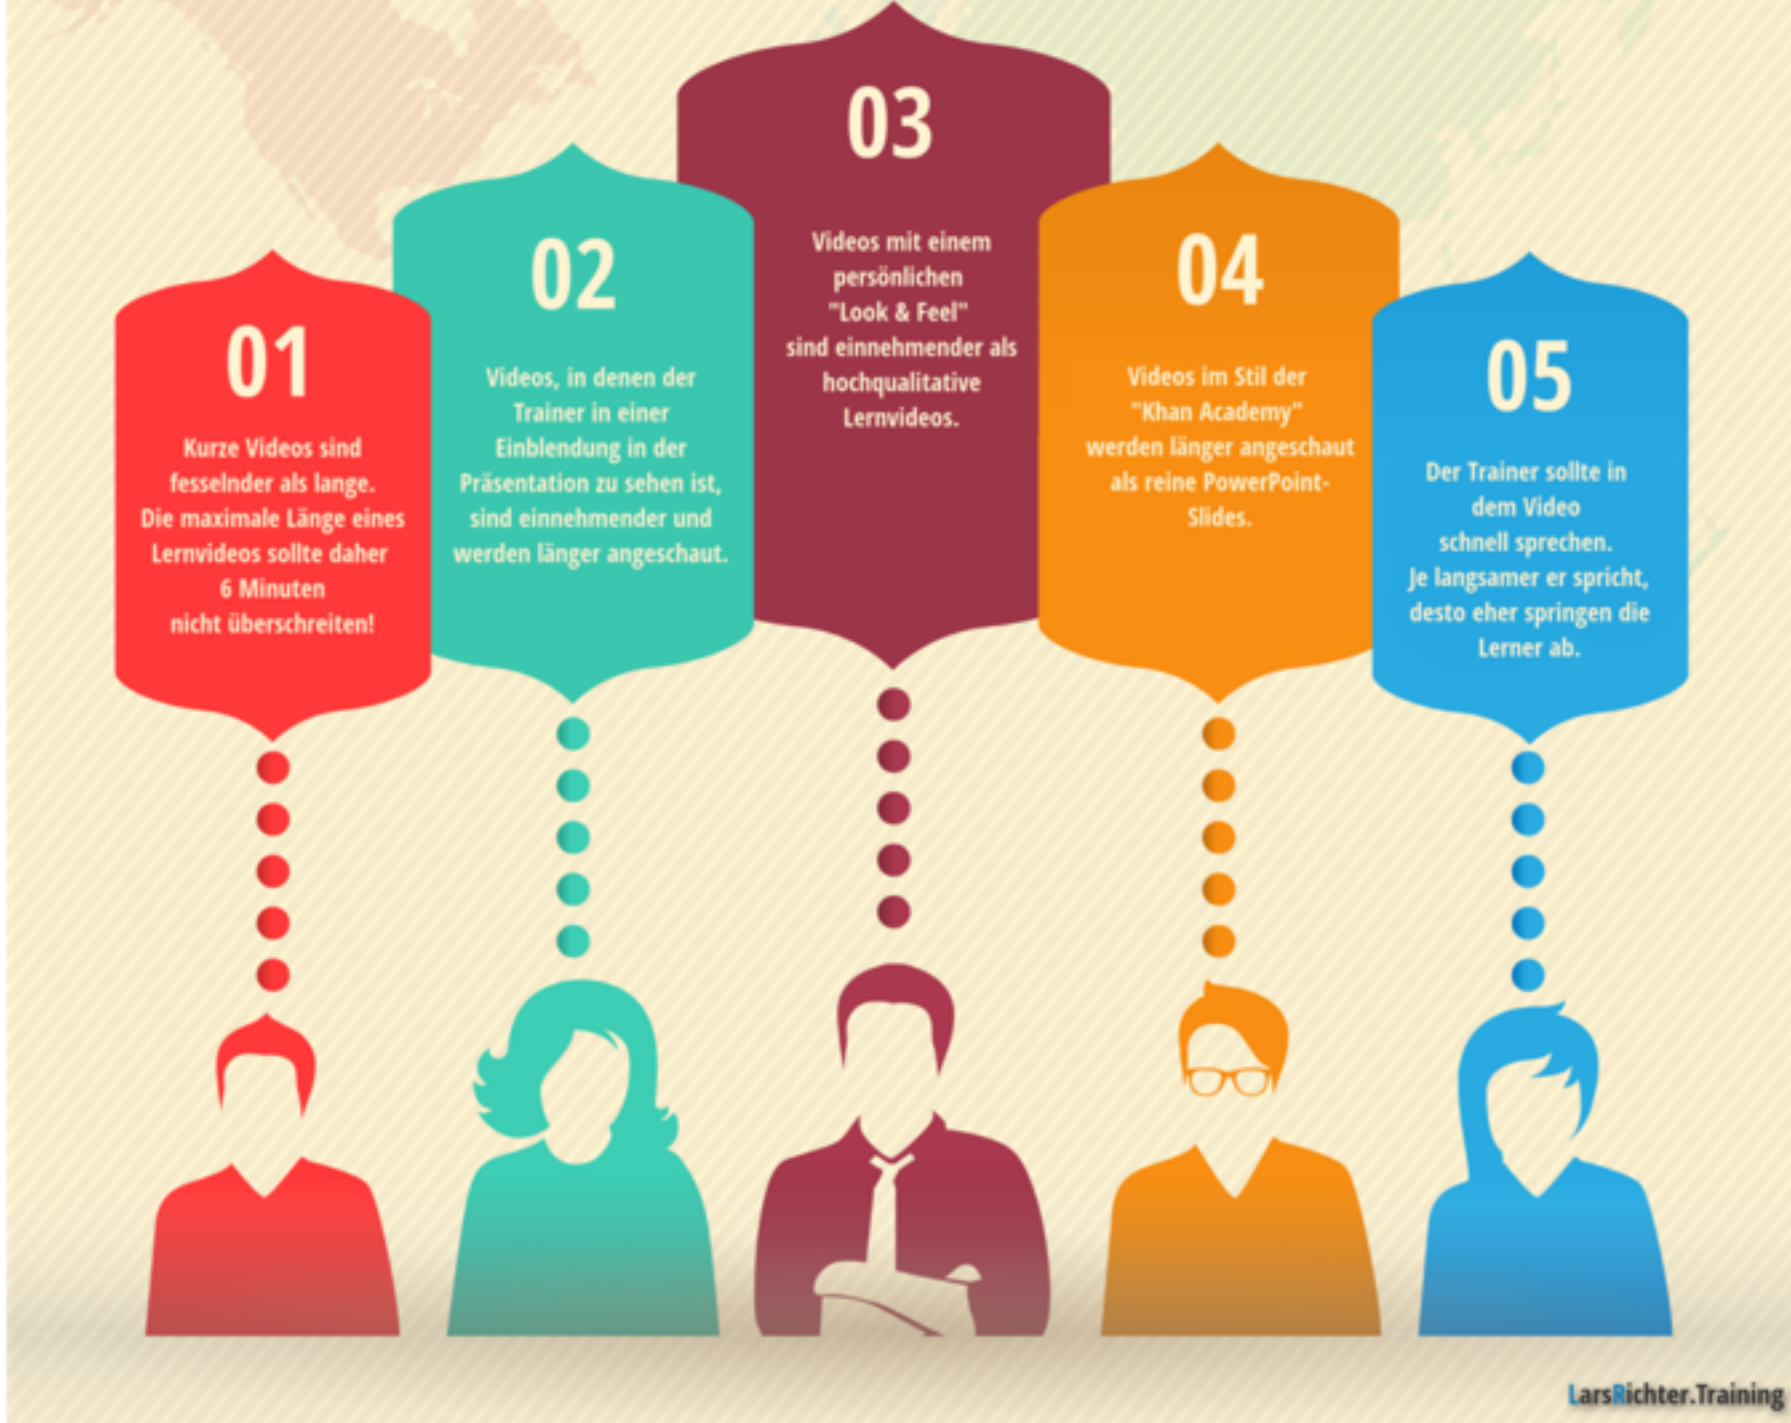 01
Kurze Videos sind
fesselnder als lange.
Die maximale Länge eines
Lernvideos sollte daher
6 Minuten
nicht überschreiten!
02
Videos, in denen der
Trainer in einer
Einblendung in der
Präsentation zu sehen ist,
sind einnehmender und
werden länger angeschaut.
03
Videos mit einem
persönlichen
"Look & Feel"
sind einnehmender als
hochqualitative
Lernvideos.
04
Videos im Stil der
"Khan Academy"
werden länger angeschaut
als reine PowerPoint-
Slides.
05
Der Trainer sollte in
dem Video
schnell sprechen.
Je langsamer er spricht,
desto eher springen die
Lerner ab.
LarsRichter.Training